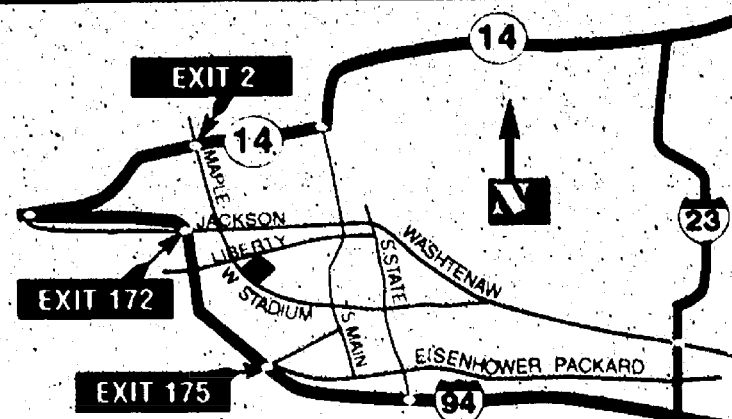 14
EXIT 2
14
MAPLE
N
JACKSON
LIBERTY
WASHTENAW
23
S. STATE
EXIT 172
W STADIUM
S. MAIN
EISENHOWER PACKARD
EXIT 175
94